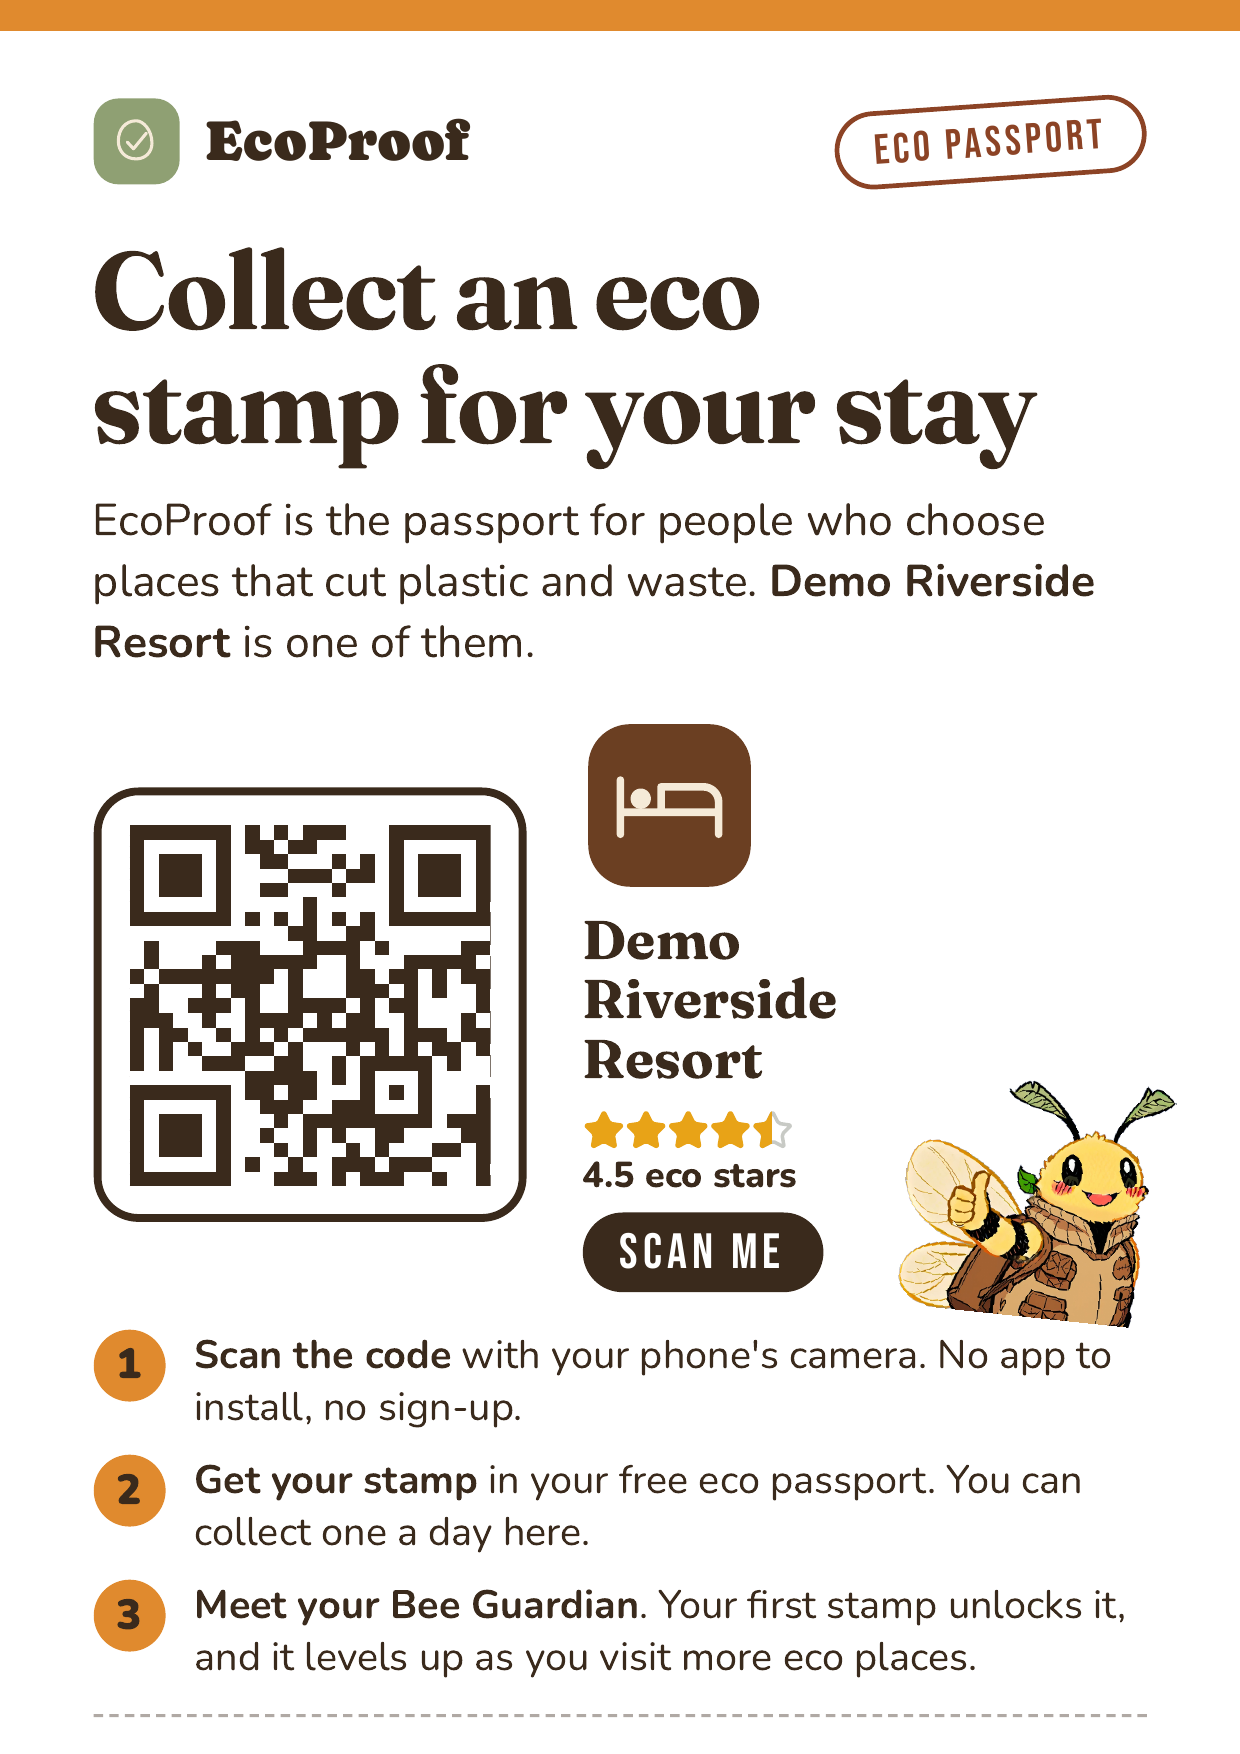 EcoProof
ECO PASSPORT
Collect an eco
stamp for your stay
EcoProof is the passport for people who choose
places that cut plastic and waste. Demo Riverside
Resort is one of them.
Demo
Riverside
Resort
4.5 eco stars
SCAN ME
1
Scan the code with your phone's camera. No app to
install, no sign-up.
2
Get your stamp in your free eco passport. You can
collect one a day here.
3
Meet your Bee Guardian. Your first stamp unlocks it,
and it levels up as you visit more eco places.